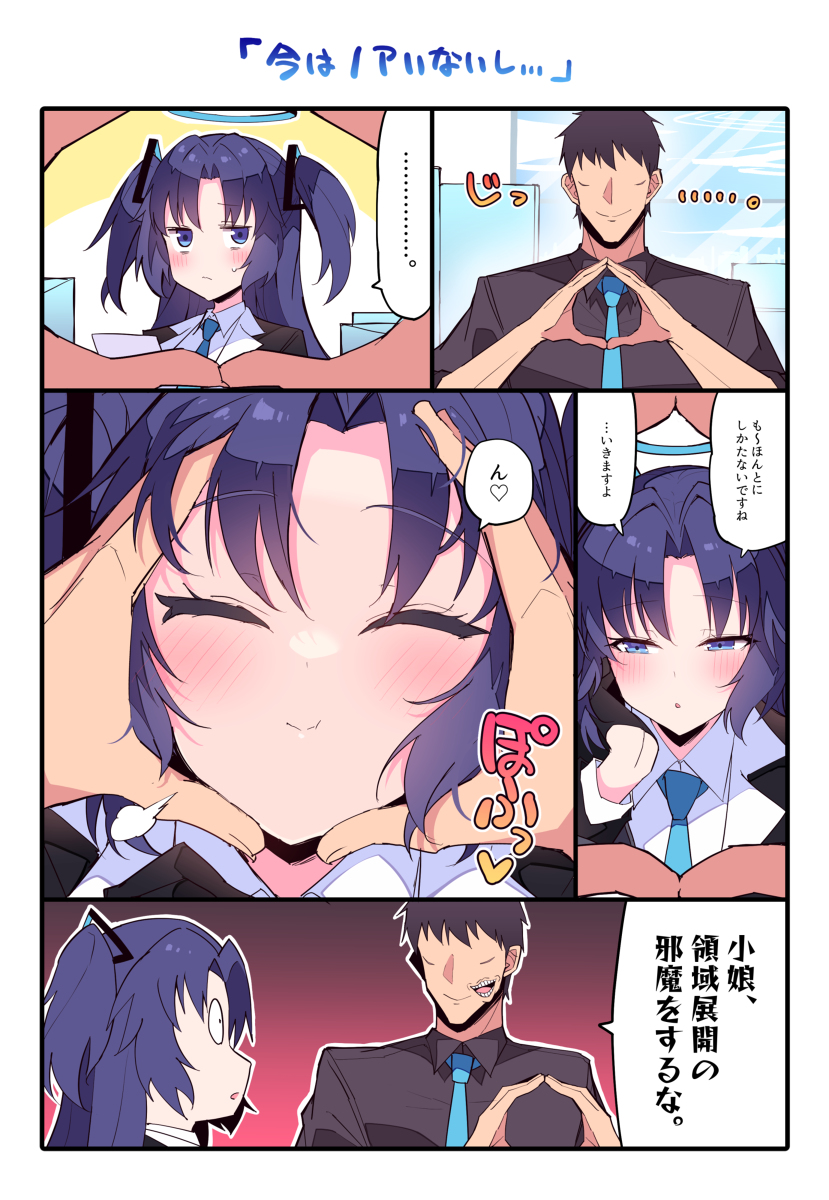 「今はノアいないし…」
……。
じっ
…………。
も〜ほんとに
しかたないですね
…いきますよ
ん♡
ぽふっ♡
小娘、
領域展開の
邪魔をするな。